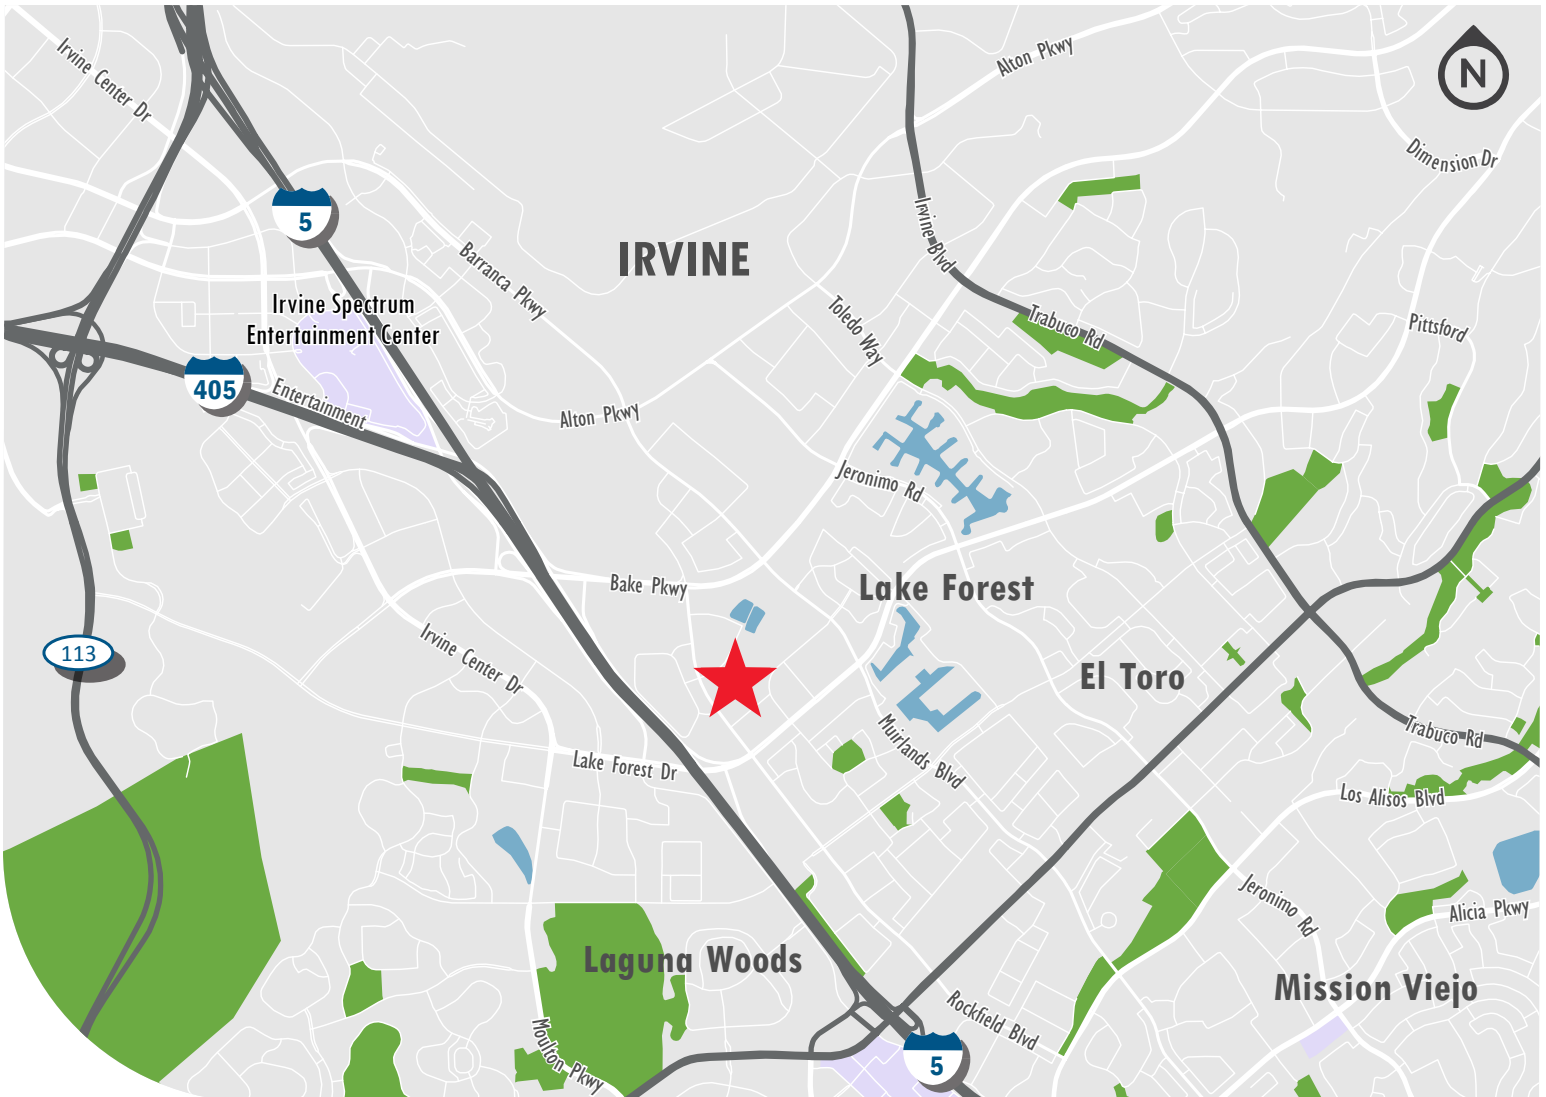 Irvine Center Dr
Alton Pkwy
N
Dimension Dr
5
Barranca Pkwy
IRVINE
Irvine Blvd
Irvine Spectrum
Entertainment Center
Toledo Way
Trabuco Rd
Pittsford
405
Entertainment
Alton Pkwy
Jeronimo Rd
Bake Pkwy
Lake Forest
113
Irvine Center Dr
El Toro
Muirlands Blvd
Trabuco Rd
Lake Forest Dr
Los Alisos Blvd
Jeronimo Rd
Alicia Pkwy
Laguna Woods
Mission Viejo
Rockfield Blvd
Moulton Pkwy
5